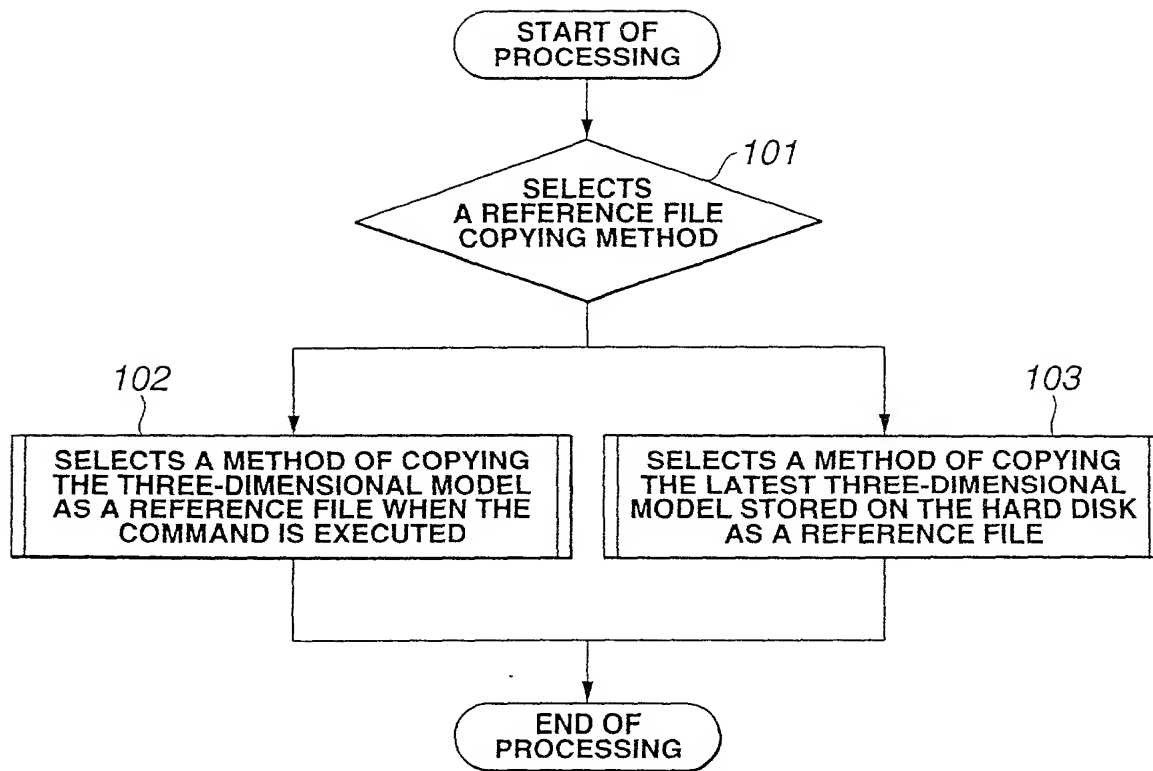 START OF
PROCESSING
101
SELECTS
A REFERENCE FILE
COPYING METHOD
102
SELECTS A METHOD OF COPYING
THE THREE-DIMENSIONAL MODEL
AS A REFERENCE FILE WHEN THE
COMMAND IS EXECUTED
103
SELECTS A METHOD OF COPYING
THE LATEST THREE-DIMENSIONAL
MODEL STORED ON THE HARD DISK
AS A REFERENCE FILE
END OF
PROCESSING